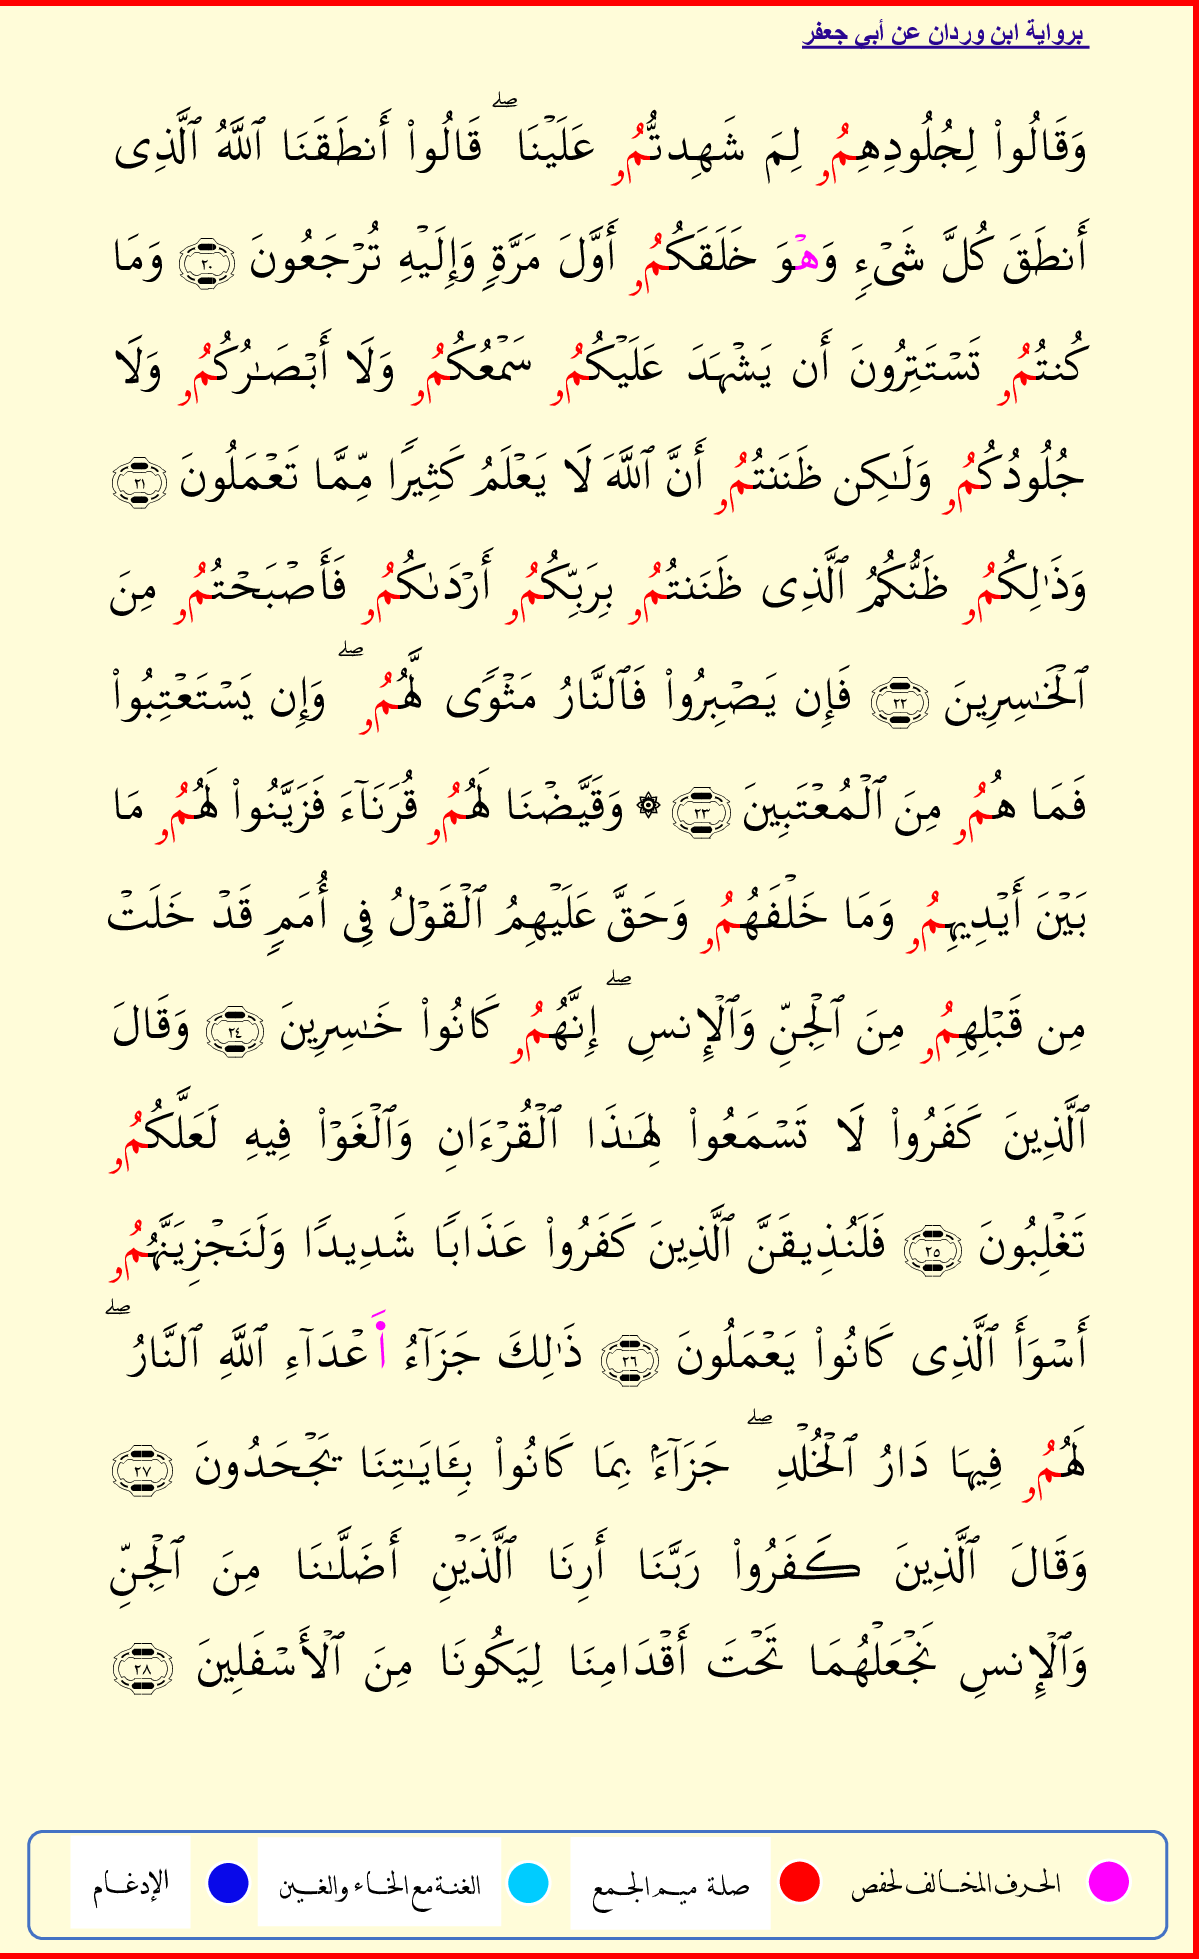 برواية ابن وردان عن أبي جعفر
وَقَالُوا۟ لِجُلُودِهِمُۥ لِمَ شَهِدتُّمُۥ عَلَيْنَا ۖ قَالُوا۟ أَنطَقَنَا ٱللَّهُ ٱلَّذِى
أَنطَقَ كُلَّ شَىْءٍ وَهْوَ خَلَقَكُمُۥ أَوَّلَ مَرَّةٍ وَإِلَيْهِ تُرْجَعُونَ ٢٠ وَمَا
كُنتُمُۥ تَسْتَتِرُونَ أَن يَشْهَدَ عَلَيْكُمُۥ سَمْعُكُمُۥ وَلَا أَبْصَـٰرُكُمُۥ وَلَا
جُلُودُكُمُۥ وَلَـٰكِن ظَنَنتُمُۥ أَنَّ ٱللَّهَ لَا يَعْلَمُ كَثِيرًا مِّمَّا تَعْمَلُونَ ٢١
وَذَٰلِكُمُۥ ظَنُّكُمُ ٱلَّذِى ظَنَنتُمُۥ بِرَبِّكُمُۥ أَرْدَىٰكُمُۥ فَأَصْبَحْتُمُۥ مِنَ
ٱلْخَـٰسِرِينَ ٢٢ فَإِن يَصْبِرُوا۟ فَٱلنَّارُ مَثْوًى لَّهُمُۥ ۖ وَإِن يَسْتَعْتِبُوا۟
فَمَا هُمُۥ مِنَ ٱلْمُعْتَبِينَ ٢٣ ۞ وَقَيَّضْنَا لَهُمُۥ قُرَنَآءَ فَزَيَّنُوا۟ لَهُمُۥ مَا
بَيْنَ أَيْدِيهِمُۥ وَمَا خَلْفَهُمُۥ وَحَقَّ عَلَيْهِمُ ٱلْقَوْلُ فِى أُمَمٍ قَدْ خَلَتْ
مِن قَبْلِهِمُۥ مِنَ ٱلْجِنِّ وَٱلْإِنسِ ۖ إِنَّهُمُۥ كَانُوا۟ خَـٰسِرِينَ ٢٤ وَقَالَ
ٱلَّذِينَ كَفَرُوا۟ لَا تَسْمَعُوا۟ لِهَـٰذَا ٱلْقُرْءَانِ وَٱلْغَوْا۟ فِيهِ لَعَلَّكُمُۥ
تَغْلِبُونَ ٢٥ فَلَنُذِيقَنَّ ٱلَّذِينَ كَفَرُوا۟ عَذَابًا شَدِيدًا وَلَنَجْزِيَنَّهُمُۥ
أَسْوَأَ ٱلَّذِى كَانُوا۟ يَعْمَلُونَ ٢٦ ذَٰلِكَ جَزَآءُ اَ۬عْدَآءِ ٱللَّهِ ٱلنَّارُ ۖ
لَهُمُۥ فِيهَا دَارُ ٱلْخُلْدِ ۖ جَزَآءًۢ بِمَا كَانُوا۟ بِـَٔايَـٰتِنَا يَجْحَدُونَ ٢٧
وَقَالَ ٱلَّذِينَ كَفَرُوا۟ رَبَّنَا أَرِنَا ٱلَّذَيْنِ أَضَلَّـٰنَا مِنَ ٱلْجِنِّ
وَٱلْإِنسِ نَجْعَلْهُمَا تَحْتَ أَقْدَامِنَا لِيَكُونَا مِنَ ٱلْأَسْفَلِينَ ٢٨
الحرف المخالف لحفص صلة ميم الجمع الغنة مع الخاء والغين الإدغام